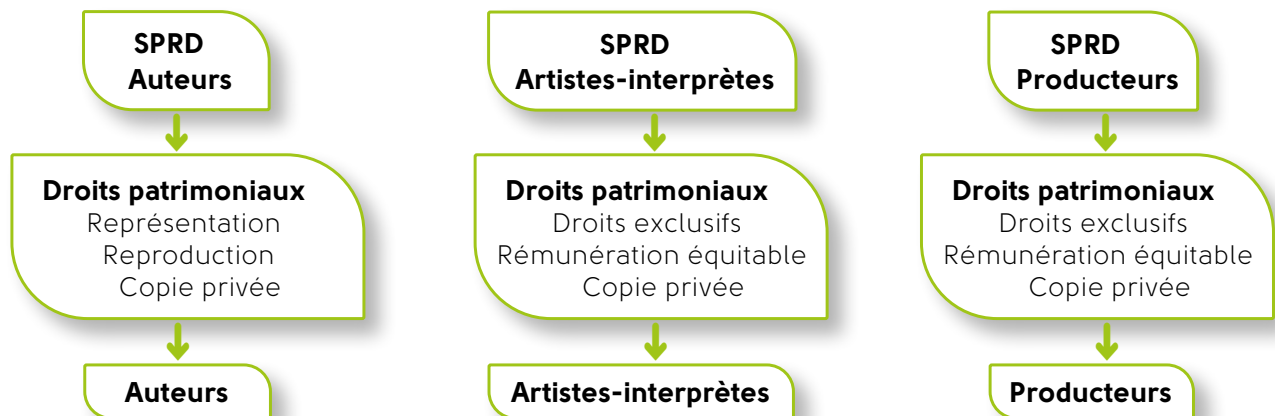 SPRD
Auteurs
Droits patrimoniaux
Représentation
Reproduction
Copie privée
Auteurs
SPRD
Artistes-interprètes
Droits patrimoniaux
Droits exclusifs
Rémunération équitable
Copie privée
Artistes-interprètes
SPRD
Producteurs
Droits patrimoniaux
Droits exclusifs
Rémunération équitable
Copie privée
Producteurs